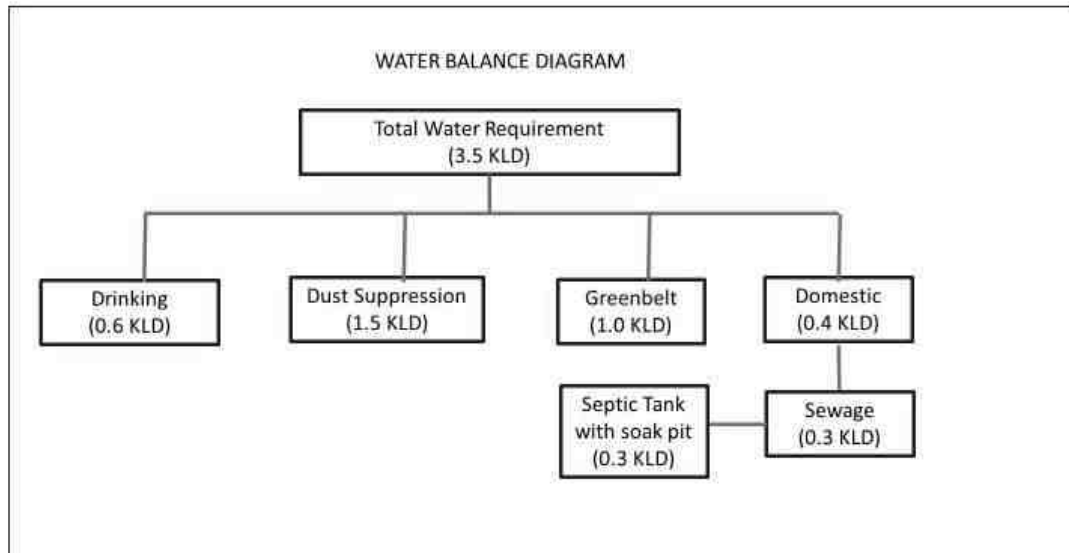 WATER BALANCE DIAGRAM
Total Water Requirement
(3.5 KLD)
Drinking
(0.6 KLD)
Dust Suppression
(1.5 KLD)
Greenbelt
(1.0 KLD)
Domestic
(0.4 KLD)
Septic Tank
with soak pit
(0.3 KLD)
Sewage
(0.3 KLD)